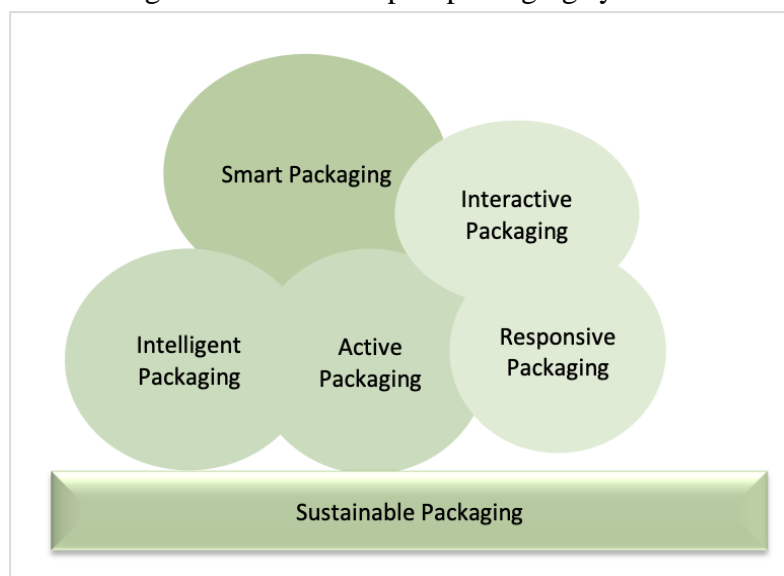 Smart Packaging
Interactive
Packaging
Intelligent
Packaging
Active
Packaging
Responsive
Packaging
Sustainable Packaging